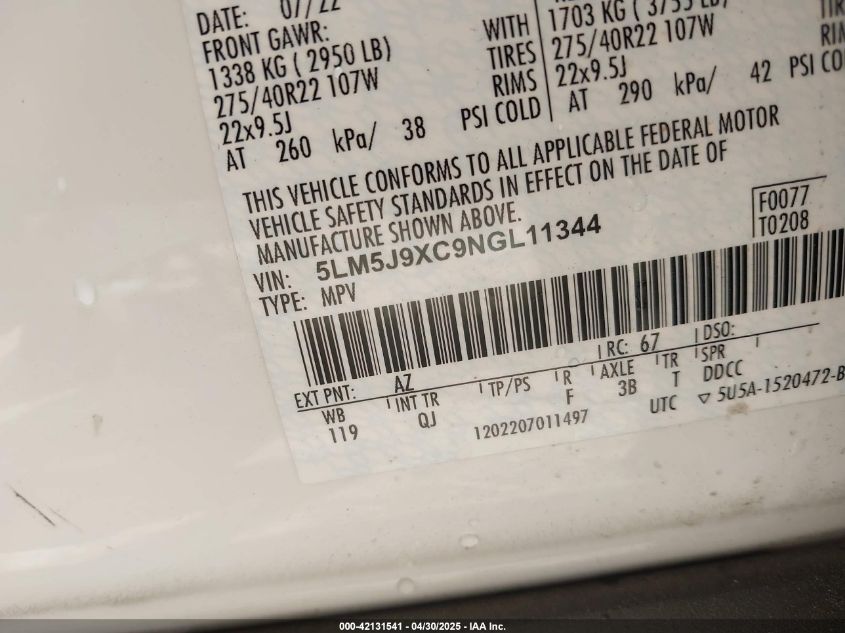 DATE: 07/22
FRONT GAWR:
1338 KG ( 2950 LB) WITH
275/40R22 107W TIRES
22x9.5J RIMS
AT 260 kPa/ 38 PSI COLD
1703 KG ( 3755 LB)
275/40R22 107W
22x9.5J
AT 290 kPa/ 42 PSI CO
THIS VEHICLE CONFORMS TO ALL APPLICABLE FEDERAL MOTOR
VEHICLE SAFETY STANDARDS IN EFFECT ON THE DATE OF
MANUFACTURE SHOWN ABOVE.
VIN: 5LM5J9XC9NGL11344
TYPE: MPV
F0077
T0208
EXT PNT: AZ RC: 67 DSO:
WB INT TR TP/PS R AXLE TR SPR
119 QJ F 3B T DDCC
1202207011497 UTC ▽ 5U5A-1520472-B
000-42131541 - 04/30/2025 - IAA Inc.